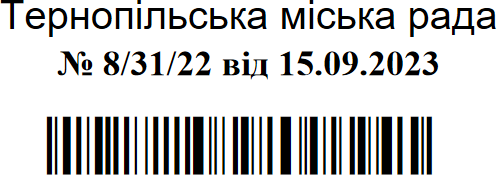 Тернопільська міська рада
№ 8/31/22 від 15.09.2023